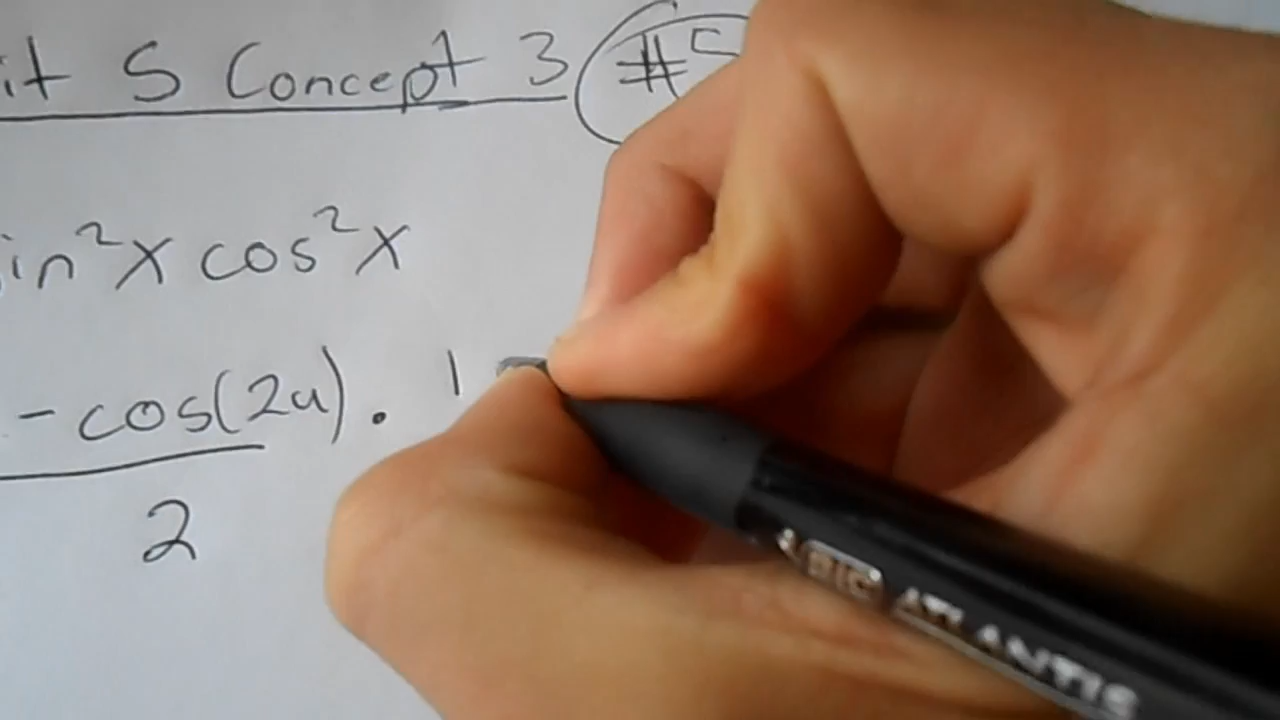 it S Concept 3 #5
in²x cos²x
- cos(2u) . 1
2
BIC ATLANTIS